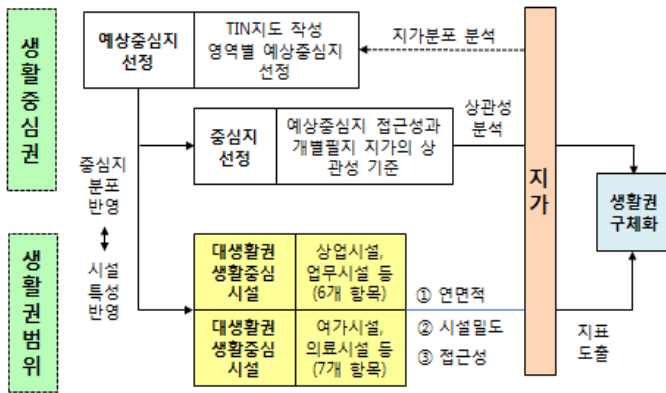 생활중심권
예상중심지
선정
TIN지도 작성
영역별 예상중심지
선정
지가분포 분석
중심지
선정
예상중심지 접근성과
개별필지 지가의 상
관성 기준
상관성
분석
지가
생활권
구체화
중심지
분포
반영
시설
특성
반영
생활권범위
대생활권
생활중심
시설
상업시설,
업무시설 등
(6개 항목)
대생활권
생활중심
시설
여가시설,
의료시설 등
(7개 항목)
① 연면적
② 시설밀도
③ 접근성
지표
도출